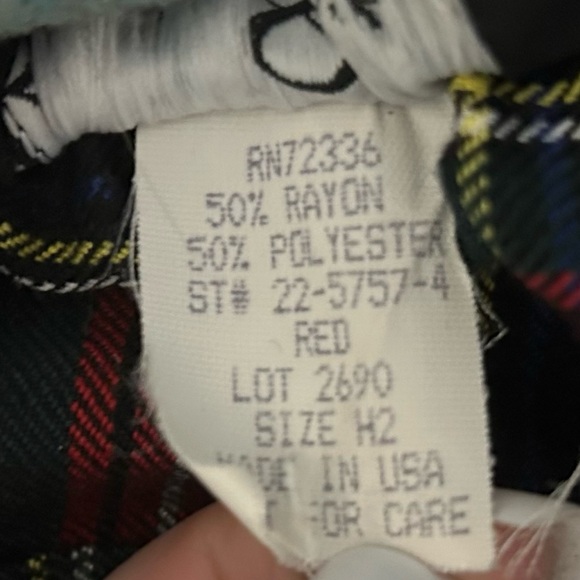 RN72336
50% RAYON
50% POLYESTER
ST# 22-5757-4
RED
LOT 2690
SIZE H2
MADE IN USA
FOR CARE